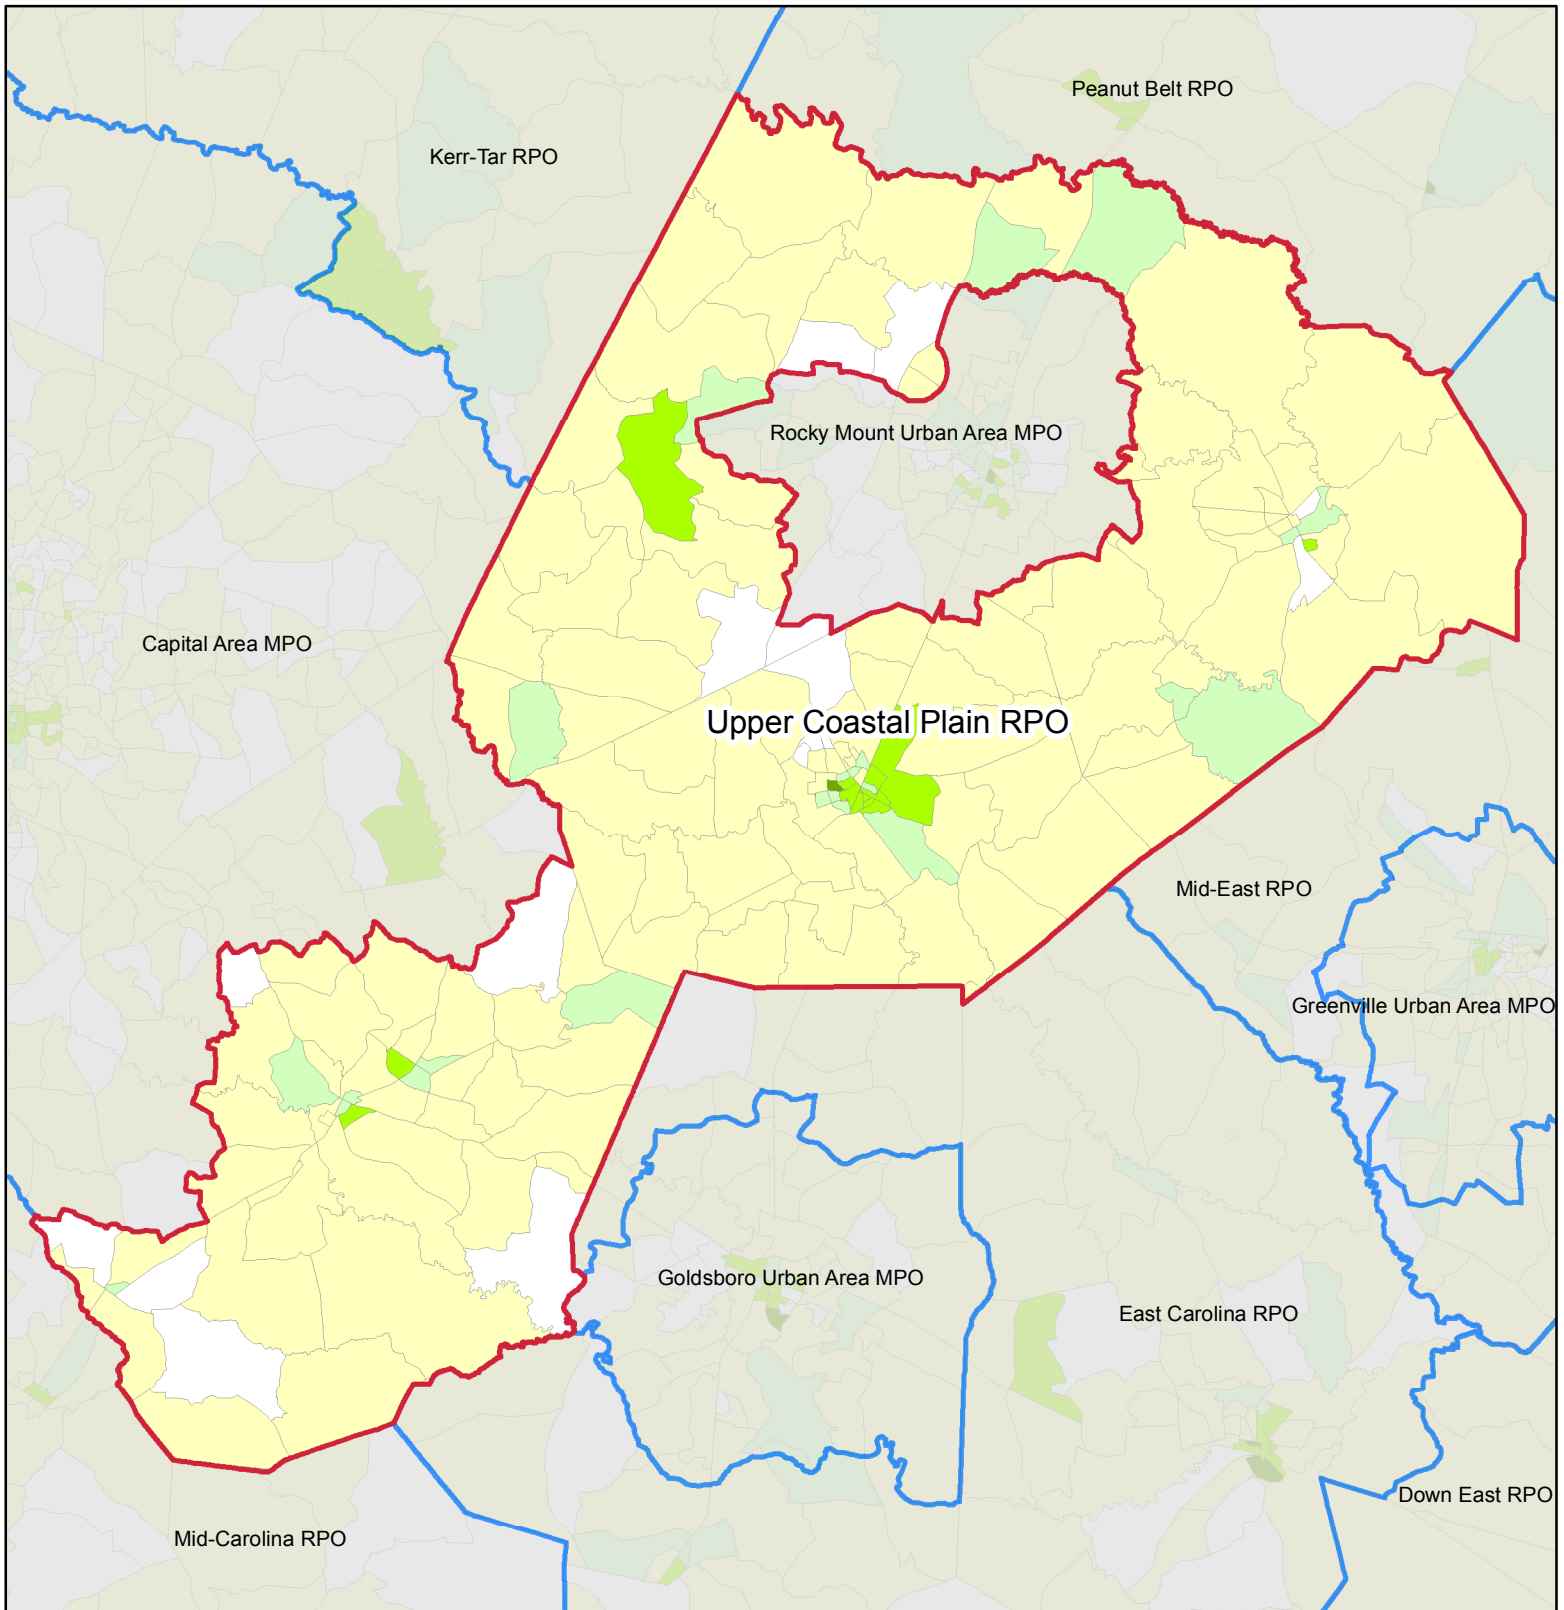 Peanut Belt RPO
Kerr-Tar RPO
Rocky Mount Urban Area MPO
Capital Area MPO
Upper Coastal Plain RPO
Mid-East RPO
Greenville Urban Area MPO
Goldsboro Urban Area MPO
East Carolina RPO
Down East RPO
Mid-Carolina RPO